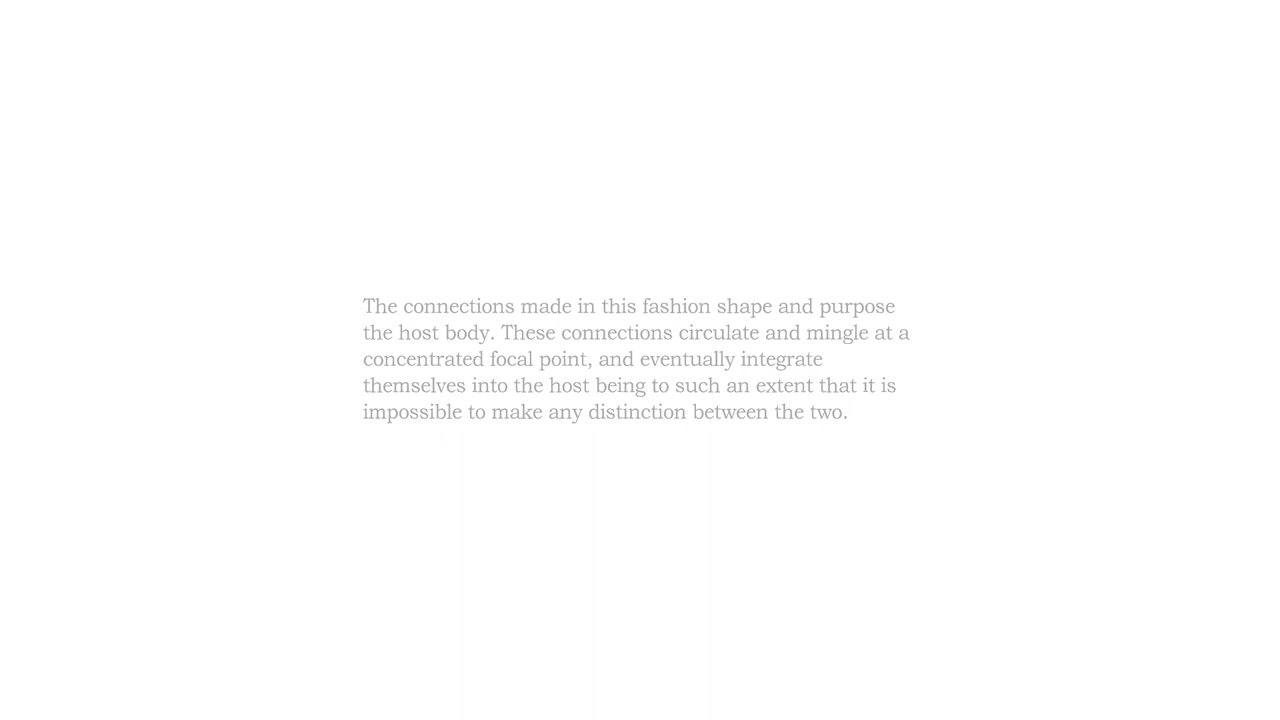 The connections made in this fashion shape and purpose
the host body. These connections circulate and mingle at a
concentrated focal point, and eventually integrate
themselves into the host being to such an extent that it is
impossible to make any distinction between the two.